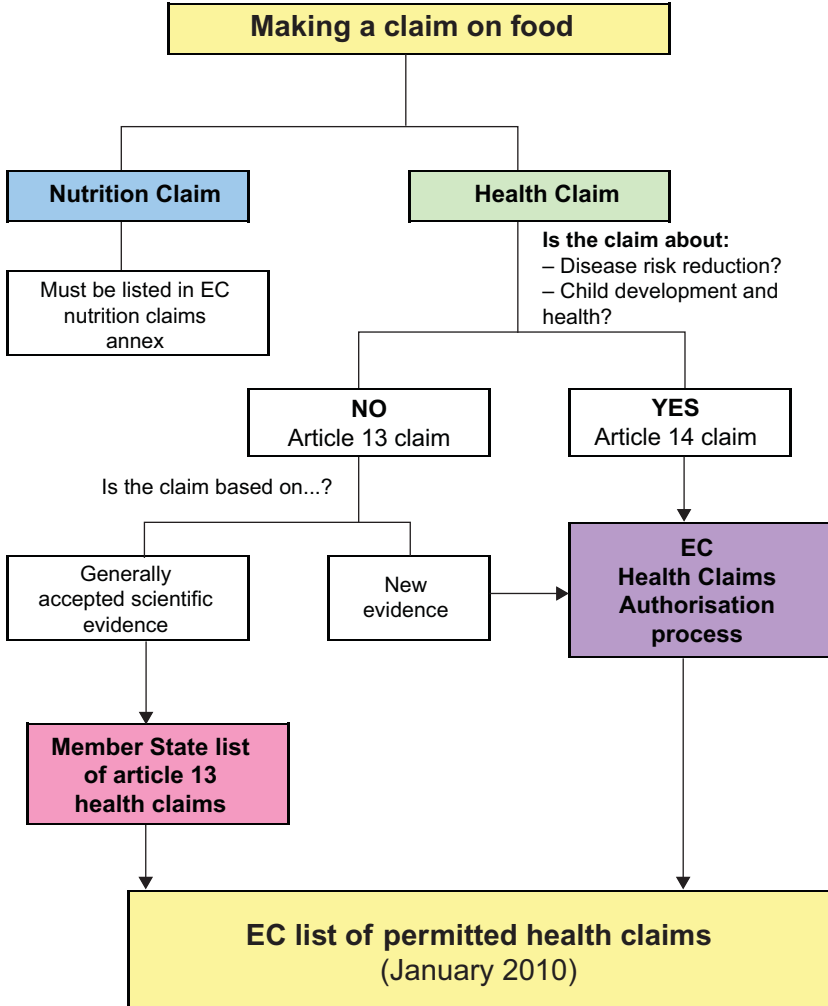 Making a claim on food
Nutrition Claim
Health Claim
Must be listed in EC
nutrition claims
annex
Is the claim about:
– Disease risk reduction?
– Child development and
health?
NO
Article 13 claim
YES
Article 14 claim
Is the claim based on...?
Generally
accepted scientific
evidence
New
evidence
EC
Health Claims
Authorisation
process
Member State list
of article 13
health claims
EC list of permitted health claims
(January 2010)